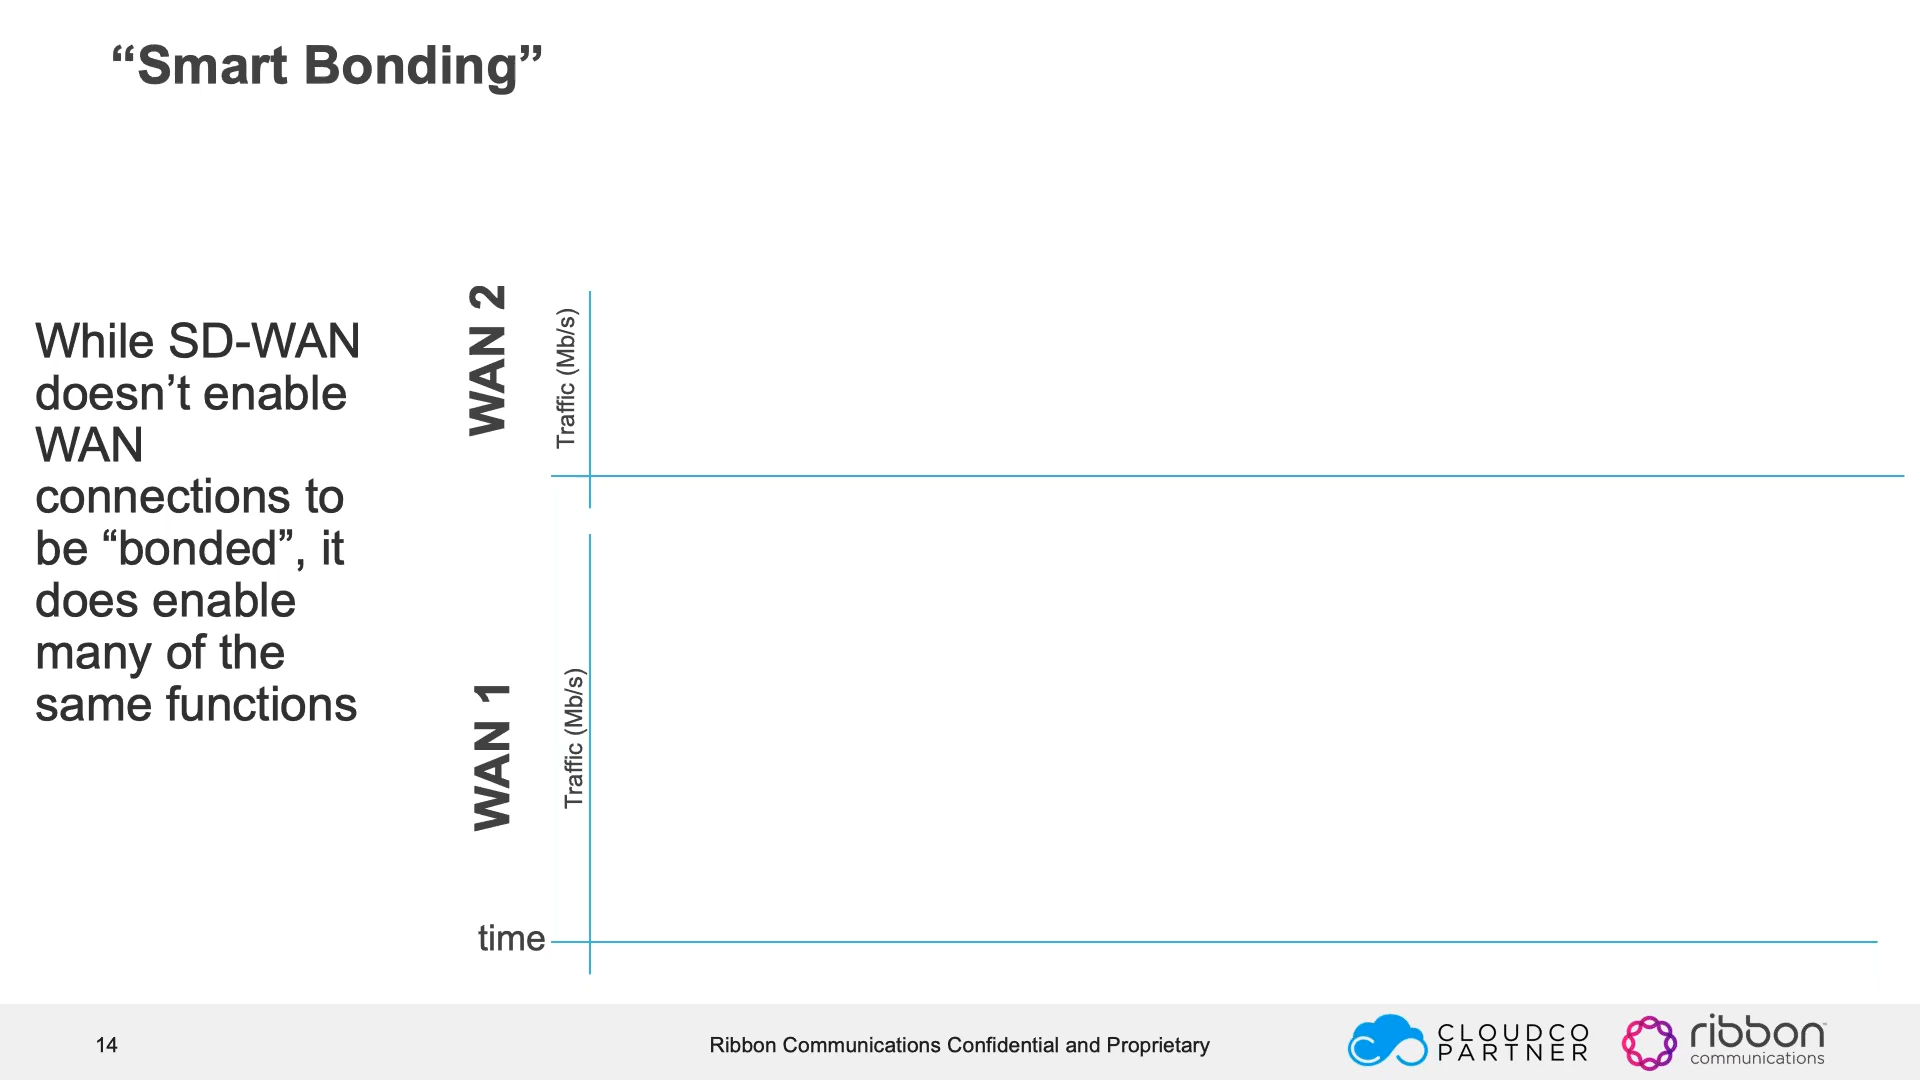 “Smart Bonding”
While SD-WAN
doesn’t enable
WAN
connections to
be “bonded”, it
does enable
many of the
same functions
WAN 2
Traffic (Mb/s)
WAN 1
Traffic (Mb/s)
time
14
Ribbon Communications Confidential and Proprietary
CLOUDCO
PARTNER
ribbon
communications